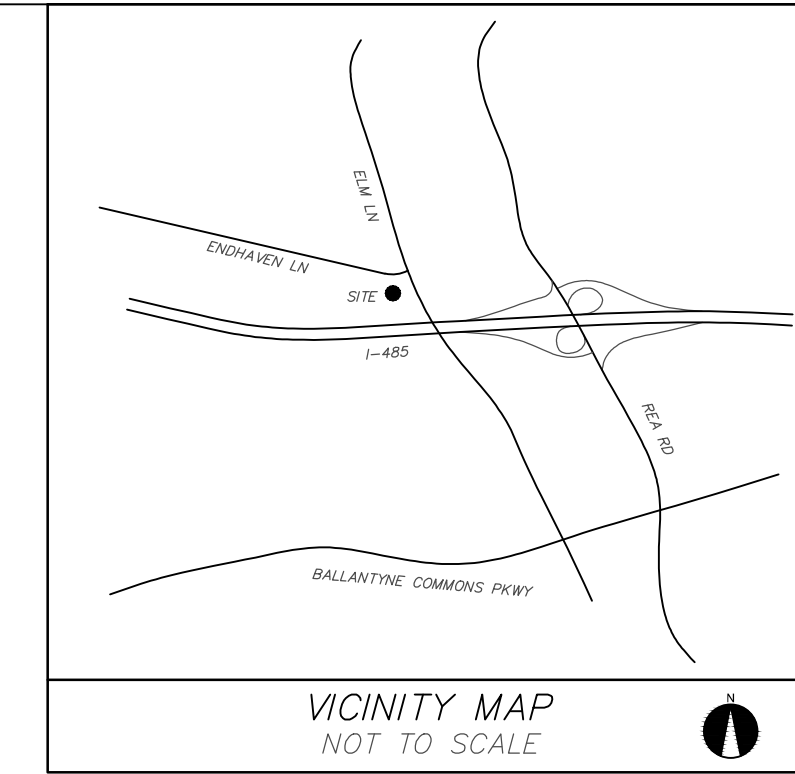 ELM LN
ENDHAVEN LN
SITE
I-485
REA RD
BALLANTYNE COMMONS PKWY
VICINITY MAP
NOT TO SCALE
N